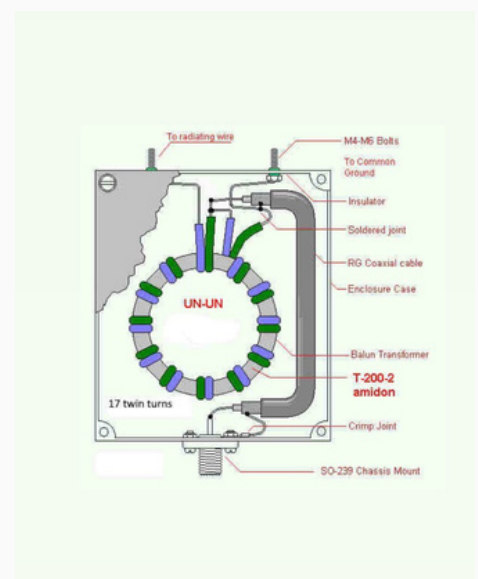 To radiating wire
M4-M6 Bolts
To Common
Ground
Insulator
Soldered joint
RG Coaxial cable
Enclosure Case
UN-UN
Balun Transformer
T-200-2
amidon
17 twin turns
Crimp Joint
SO-239 Chassis Mount